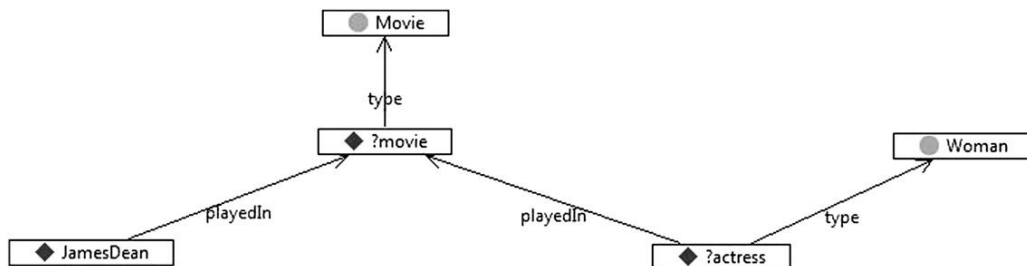 Movie
type
?movie
Woman
playedIn
playedIn
type
JamesDean
?actress